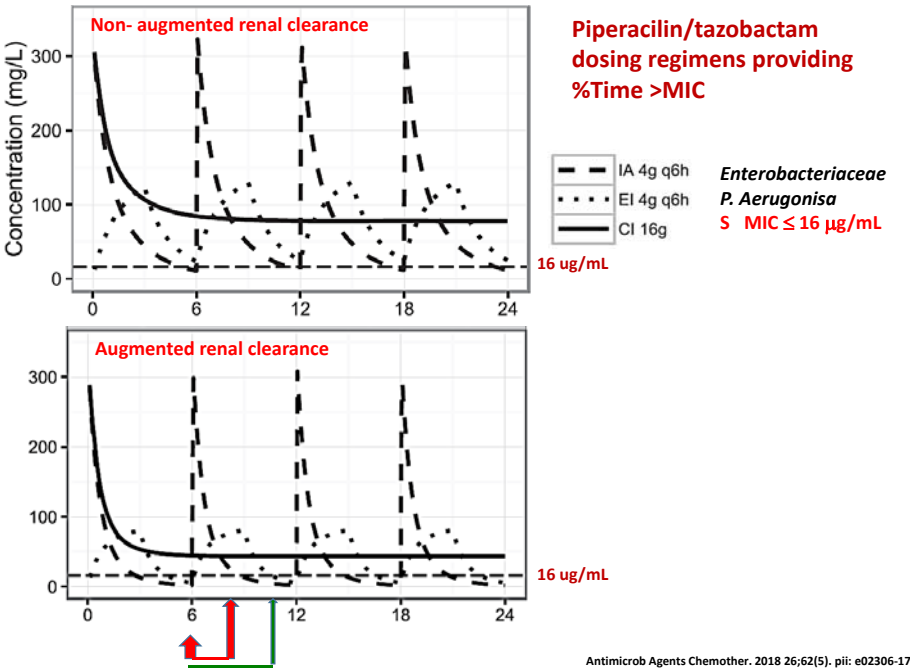 Non- augmented renal clearance
Concentration (mg/L)
300
200
100
0
0 6 12 18 24
16 ug/mL
Piperacilin/tazobactam
dosing regimens providing
%Time >MIC
IA 4g q6h
EI 4g q6h
CI 16g
Enterobacteriaceae
P. Aerugonisa
S MIC ≤ 16 μg/mL
Augmented renal clearance
300
200
100
0
0 6 12 18 24
16 ug/mL
Antimicrob Agents Chemother. 2018 26;62(5). pii: e02306-17